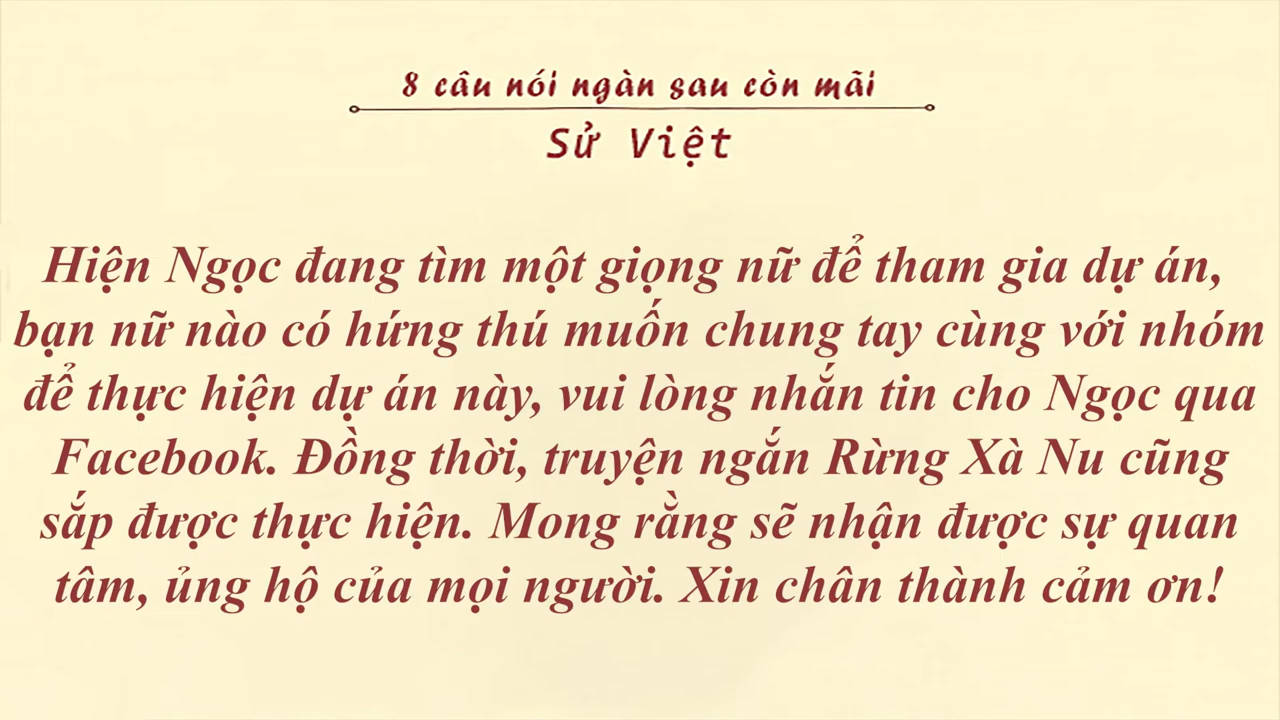 8 câu nói ngàn sau còn mãi
Sử Việt
Hiện Ngọc đang tìm một giọng nữ để tham gia dự án,
bạn nữ nào có hứng thú muốn chung tay cùng với nhóm
để thực hiện dự án này, vui lòng nhắn tin cho Ngọc qua
Facebook. Đồng thời, truyện ngắn Rừng Xà Nu cũng
sắp được thực hiện. Mong rằng sẽ nhận được sự quan
tâm, ủng hộ của mọi người. Xin chân thành cảm ơn!